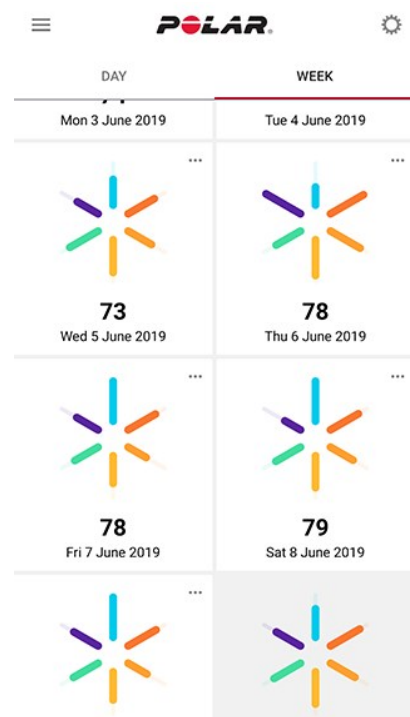 POLAR
DAY WEEK
Mon 3 June 2019 Tue 4 June 2019
73 78
Wed 5 June 2019 Thu 6 June 2019
78 79
Fri 7 June 2019 Sat 8 June 2019